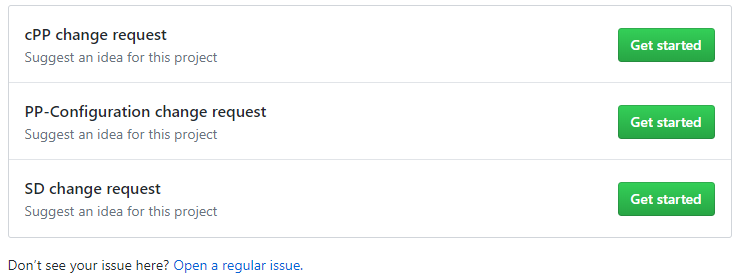 cPP change request
Suggest an idea for this project
Get started
PP-Configuration change request
Suggest an idea for this project
Get started
SD change request
Suggest an idea for this project
Get started
Don’t see your issue here? Open a regular issue.